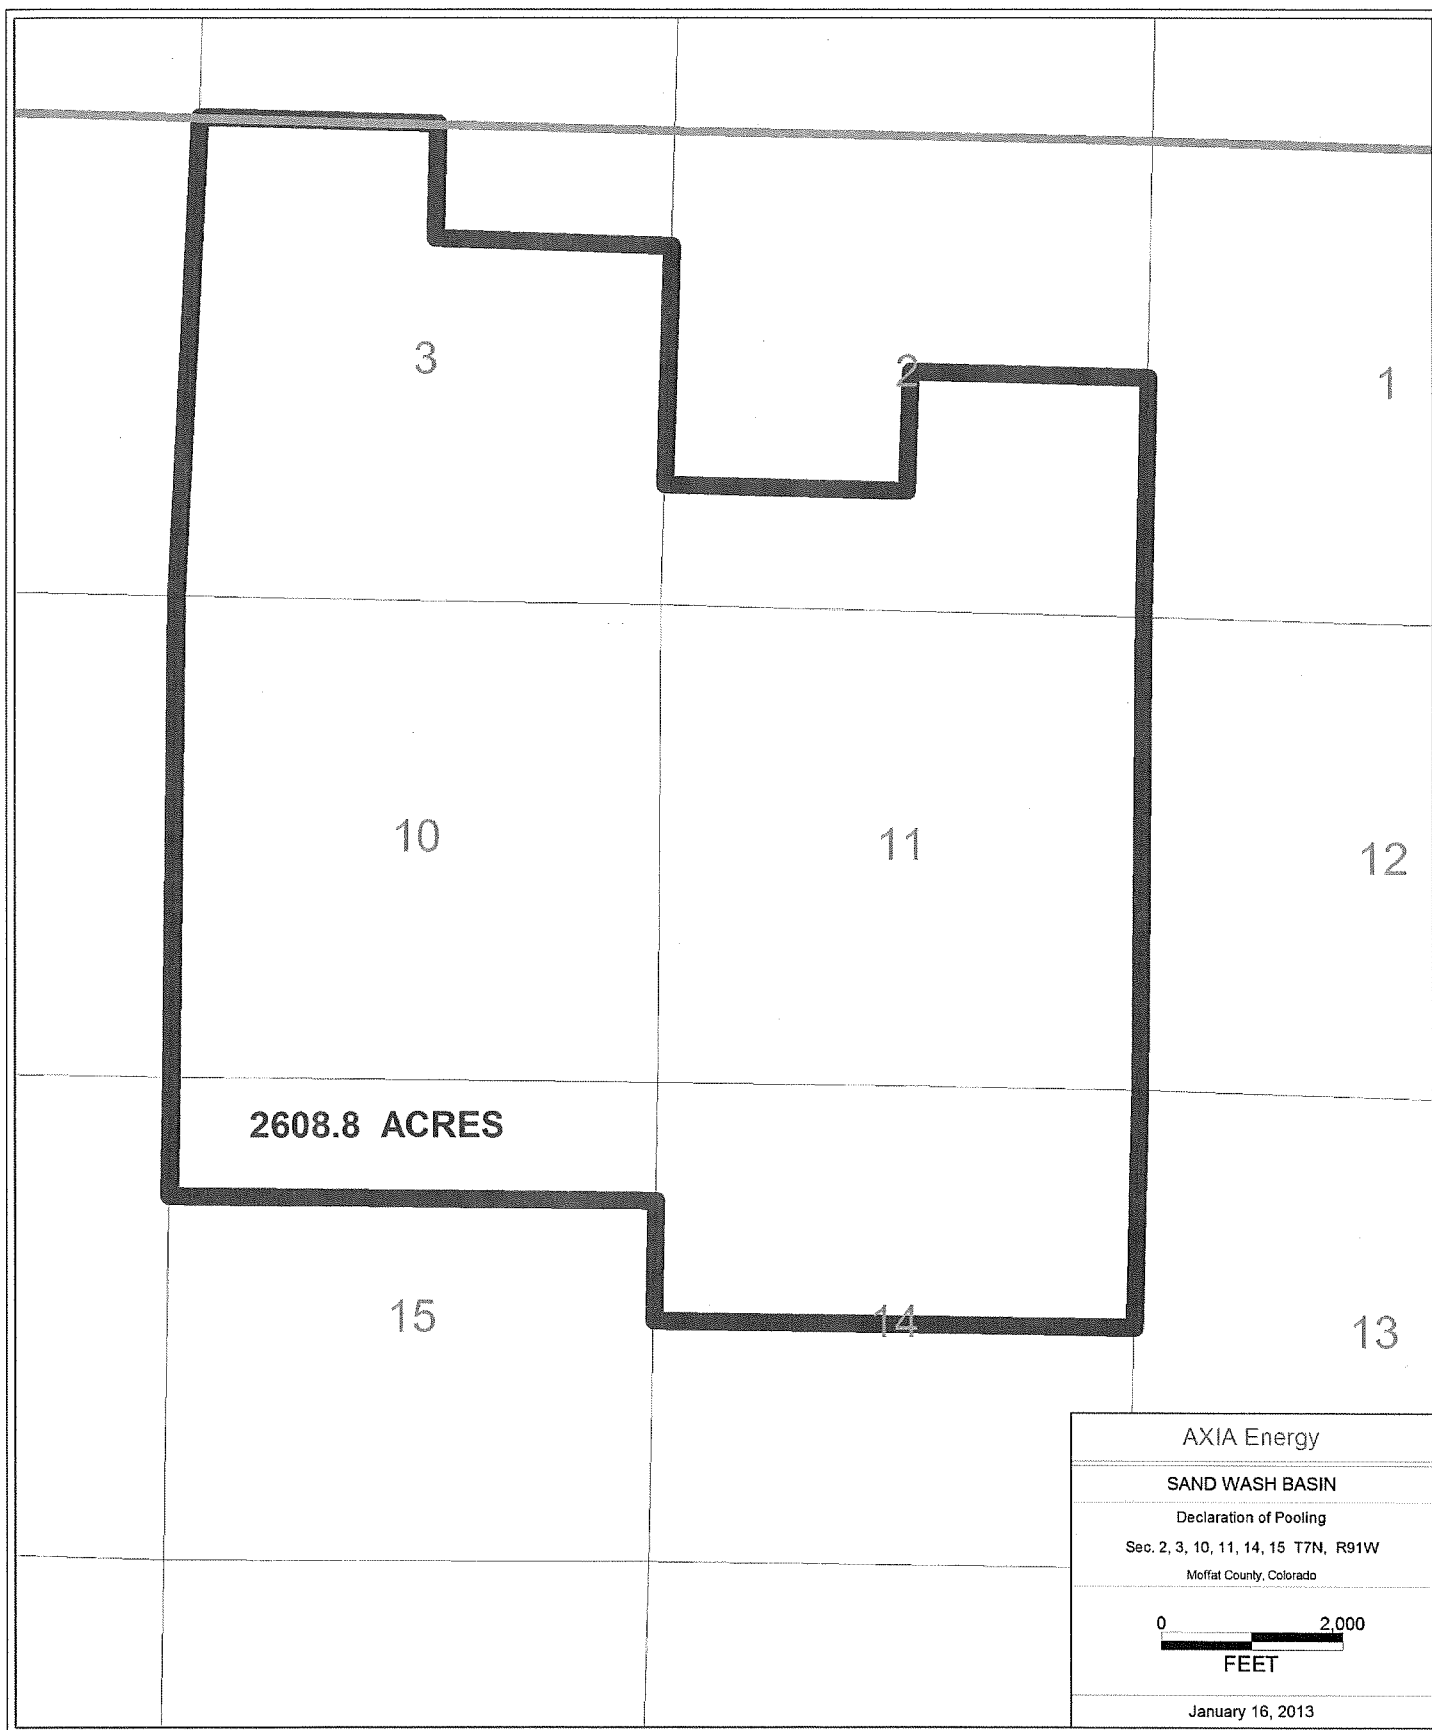 3
2
1
10
11
12
2608.8 ACRES
15
14
13
AXIA Energy
SAND WASH BASIN
Declaration of Pooling
Sec. 2, 3, 10, 11, 14, 15 T7N, R91W
Moffat County, Colorado
0 2,000
FEET
January 16, 2013